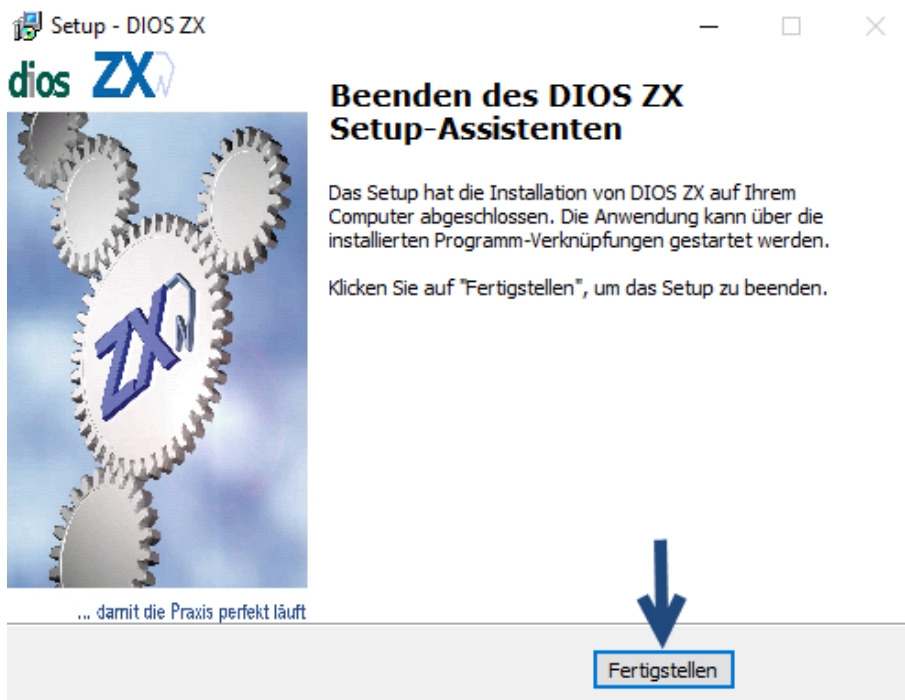 Setup - DIOS ZX
dios ZX
Beenden des DIOS ZX
Setup-Assistenten
Das Setup hat die Installation von DIOS ZX auf Ihrem
Computer abgeschlossen. Die Anwendung kann über die
installierten Programm-Verknüpfungen gestartet werden.
Klicken Sie auf "Fertigstellen", um das Setup zu beenden.
ZX
... damit die Praxis perfekt läuft
Fertigstellen